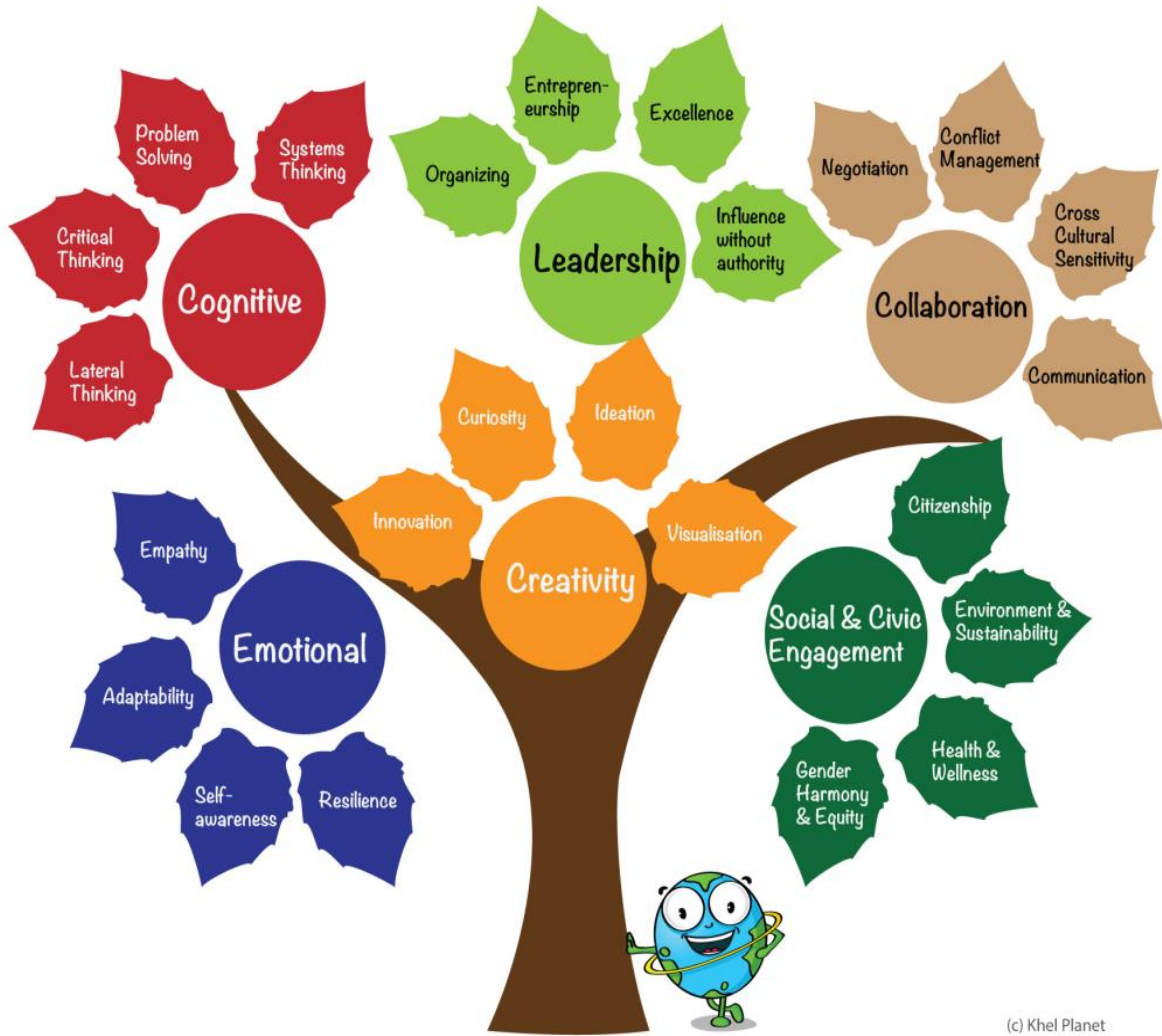 Problem
Solving
Systems
Thinking
Critical
Thinking
Lateral
Thinking
Cognitive
Organizing
Entrepren-
eurship
Excellence
Influence
without
authority
Leadership
Negotiation
Conflict
Management
Cross
Cultural
Sensitivity
Communication
Collaboration
Innovation
Curiosity
Ideation
Visualisation
Creativity
Empathy
Adaptability
Self-
awareness
Resilience
Emotional
Citizenship
Environment &
Sustainability
Health &
Wellness
Gender
Harmony
& Equity
Social & Civic
Engagement
(c) Khel Planet